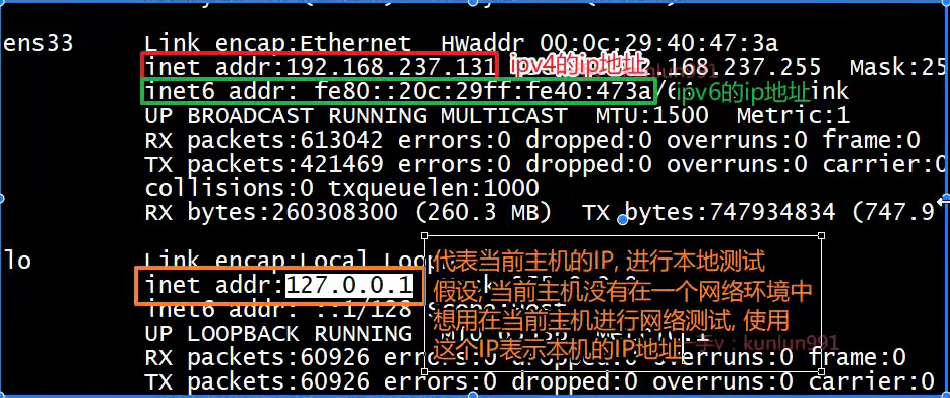 ens33 Link encap:Ethernet HWaddr 00:0c:29:40:47:3a
inet addr:192.168.237.131 ipv4的ip地址 .168.237.255 Mask:25
inet6 addr: fe80::20c:29ff:fe40:473a/6 ipv6的ip地址 ink
UP BROADCAST RUNNING MULTICAST MTU:1500 Metric:1
RX packets:613042 errors:0 dropped:0 overruns:0 frame:0
TX packets:421469 errors:0 dropped:0 overruns:0 carrier:0
collisions:0 txqueuelen:1000
RX bytes:260308300 (260.3 MB) TX bytes:747934834 (747.9
lo Link encap:Local Loop
inet addr:127.0.0.1
inet6 addr: ::1/128
UP LOOPBACK RUNNING
RX packets:60926 errors:0 dropped:0 overruns:0 frame:0
TX packets:60926 errors:0 dropped:0 overruns:0 carrier:0
代表当前主机的IP, 进行本地测试
假设, 当前主机没有在一个网络环境中
想用在当前主机进行网络测试, 使用
这个IP表示本机的IP地址
v:kunlun991